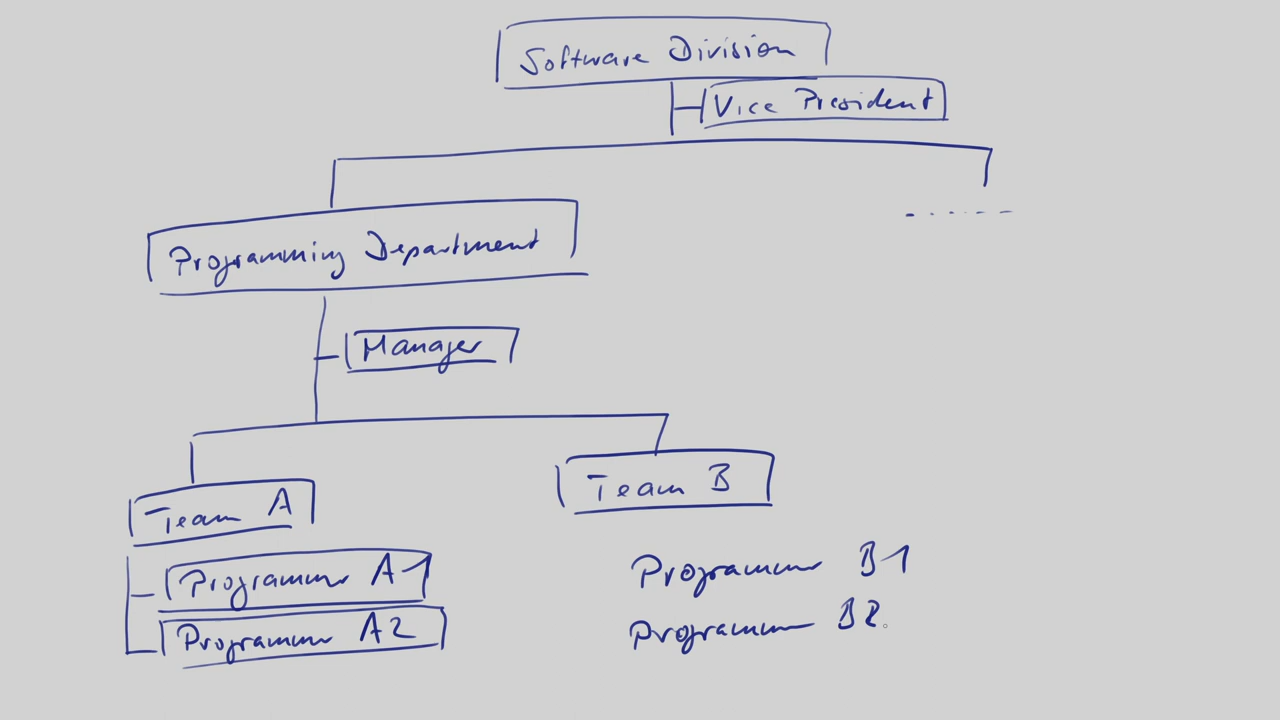 Software Division
Vice President
Programming Department
Manager
Team A
Team B
Programmer A1
Programmer A2
Programmer B1
Programmer B2